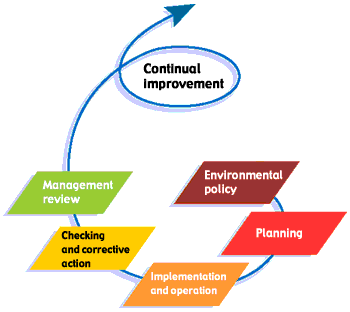 Continual
improvement
Environmental
policy
Planning
Implementation
and operation
Checking
and corrective
action
Management
review